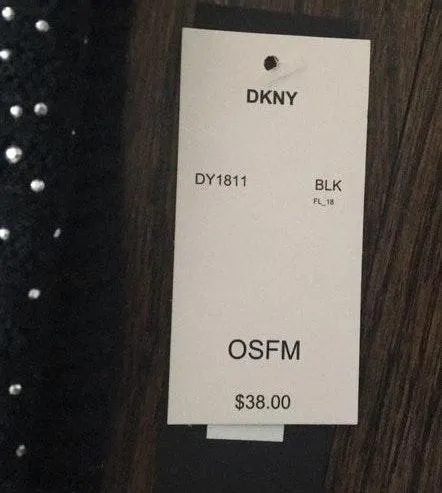 DKNY
DY1811 BLK
FL_18
OSFM
$38.00